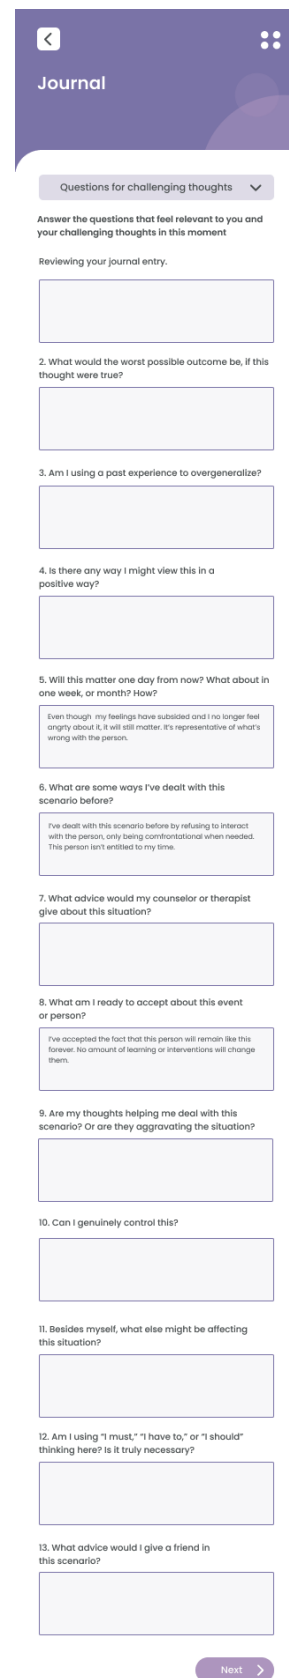 Journal
Questions for challenging thoughts
Answer the questions that feel relevant to you and
your challenging thoughts in this moment
Reviewing your journal entry.
2. What would the worst possible outcome be, if this
thought were true?
3. Am I using a past experience to overgeneralize?
4. Is there any way I might view this in a
positive way?
5. Will this matter one day from now? What about in
one week, or month? How?
Even though my feelings have subsided and I no longer feel
angrty about it, it will still matter. It's representative of what's
wrong with the person.
6. What are some ways I've dealt with this
scenario before?
I've dealt with this scenario before by refusing to interact
with the person, only being comfrontational when needed.
This person isn't entitled to my time.
7. What advice would my counselor or therapist
give about this situation?
8. What am I ready to accept about this event
or person?
I've accepted the fact that this person will remain like this
forever. No amount of learning or interventions will change
them.
9. Are my thoughts helping me deal with this
scenario? Or are they aggravating the situation?
10. Can I genuinely control this?
11. Besides myself, what else might be affecting
this situation?
12. Am I using "I must," "I have to," or "I should"
thinking here? Is it truly necessary?
13. What advice would I give a friend in
this scenario?
Next